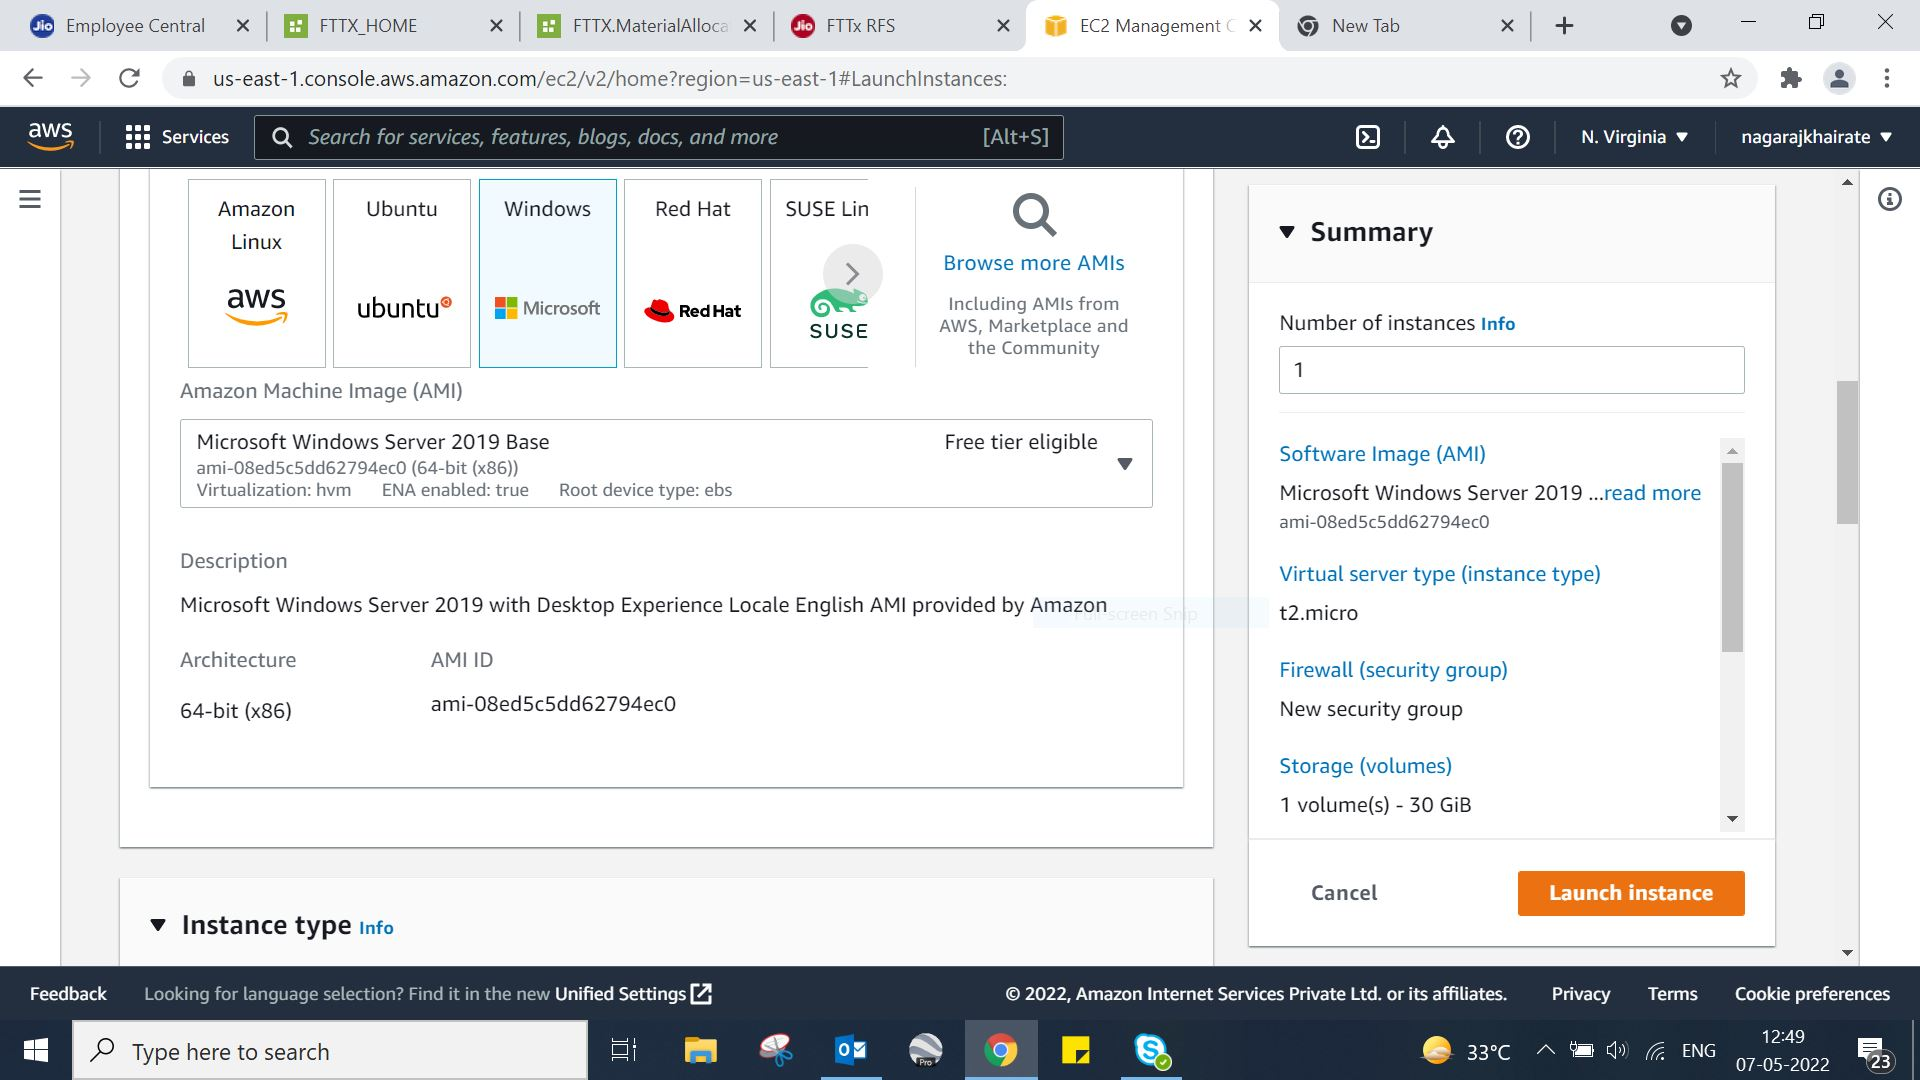 Employee Central
FTTX_HOME
FTTX.MaterialAlloca
Jio
FTTx RFS
EC2 Management C
New Tab
us-east-1.console.aws.amazon.com/ec2/v2/home?region=us-east-1#LaunchInstances:
aws
Services
Search for services, features, blogs, docs, and more
[Alt+S]
N. Virginia
nagarajkhairate
Amazon
Linux
aws
Ubuntu
ubuntu
Windows
Microsoft
Red Hat
Red Hat
SUSE Lin
SUSE
Browse more AMIs
Including AMIs from
AWS, Marketplace and
the Community
Amazon Machine Image (AMI)
Microsoft Windows Server 2019 Base
Free tier eligible
ami-08ed5c5dd62794ec0 (64-bit (x86))
Virtualization: hvm ENA enabled: true Root device type: ebs
Description
Microsoft Windows Server 2019 with Desktop Experience Locale English AMI provided by Amazon
Full-screen Snip
Architecture
AMI ID
64-bit (x86)
ami-08ed5c5dd62794ec0
Instance type Info
Summary
Number of instances Info
1
Software Image (AMI)
Microsoft Windows Server 2019 ...read more
ami-08ed5c5dd62794ec0
Virtual server type (instance type)
t2.micro
Firewall (security group)
New security group
Storage (volumes)
1 volume(s) - 30 GiB
Cancel
Launch instance
Feedback
Looking for language selection? Find it in the new Unified Settings
© 2022, Amazon Internet Services Private Ltd. or its affiliates.
Privacy
Terms
Cookie preferences
Type here to search
Pro
33°C
ENG
12:49
07-05-2022
23